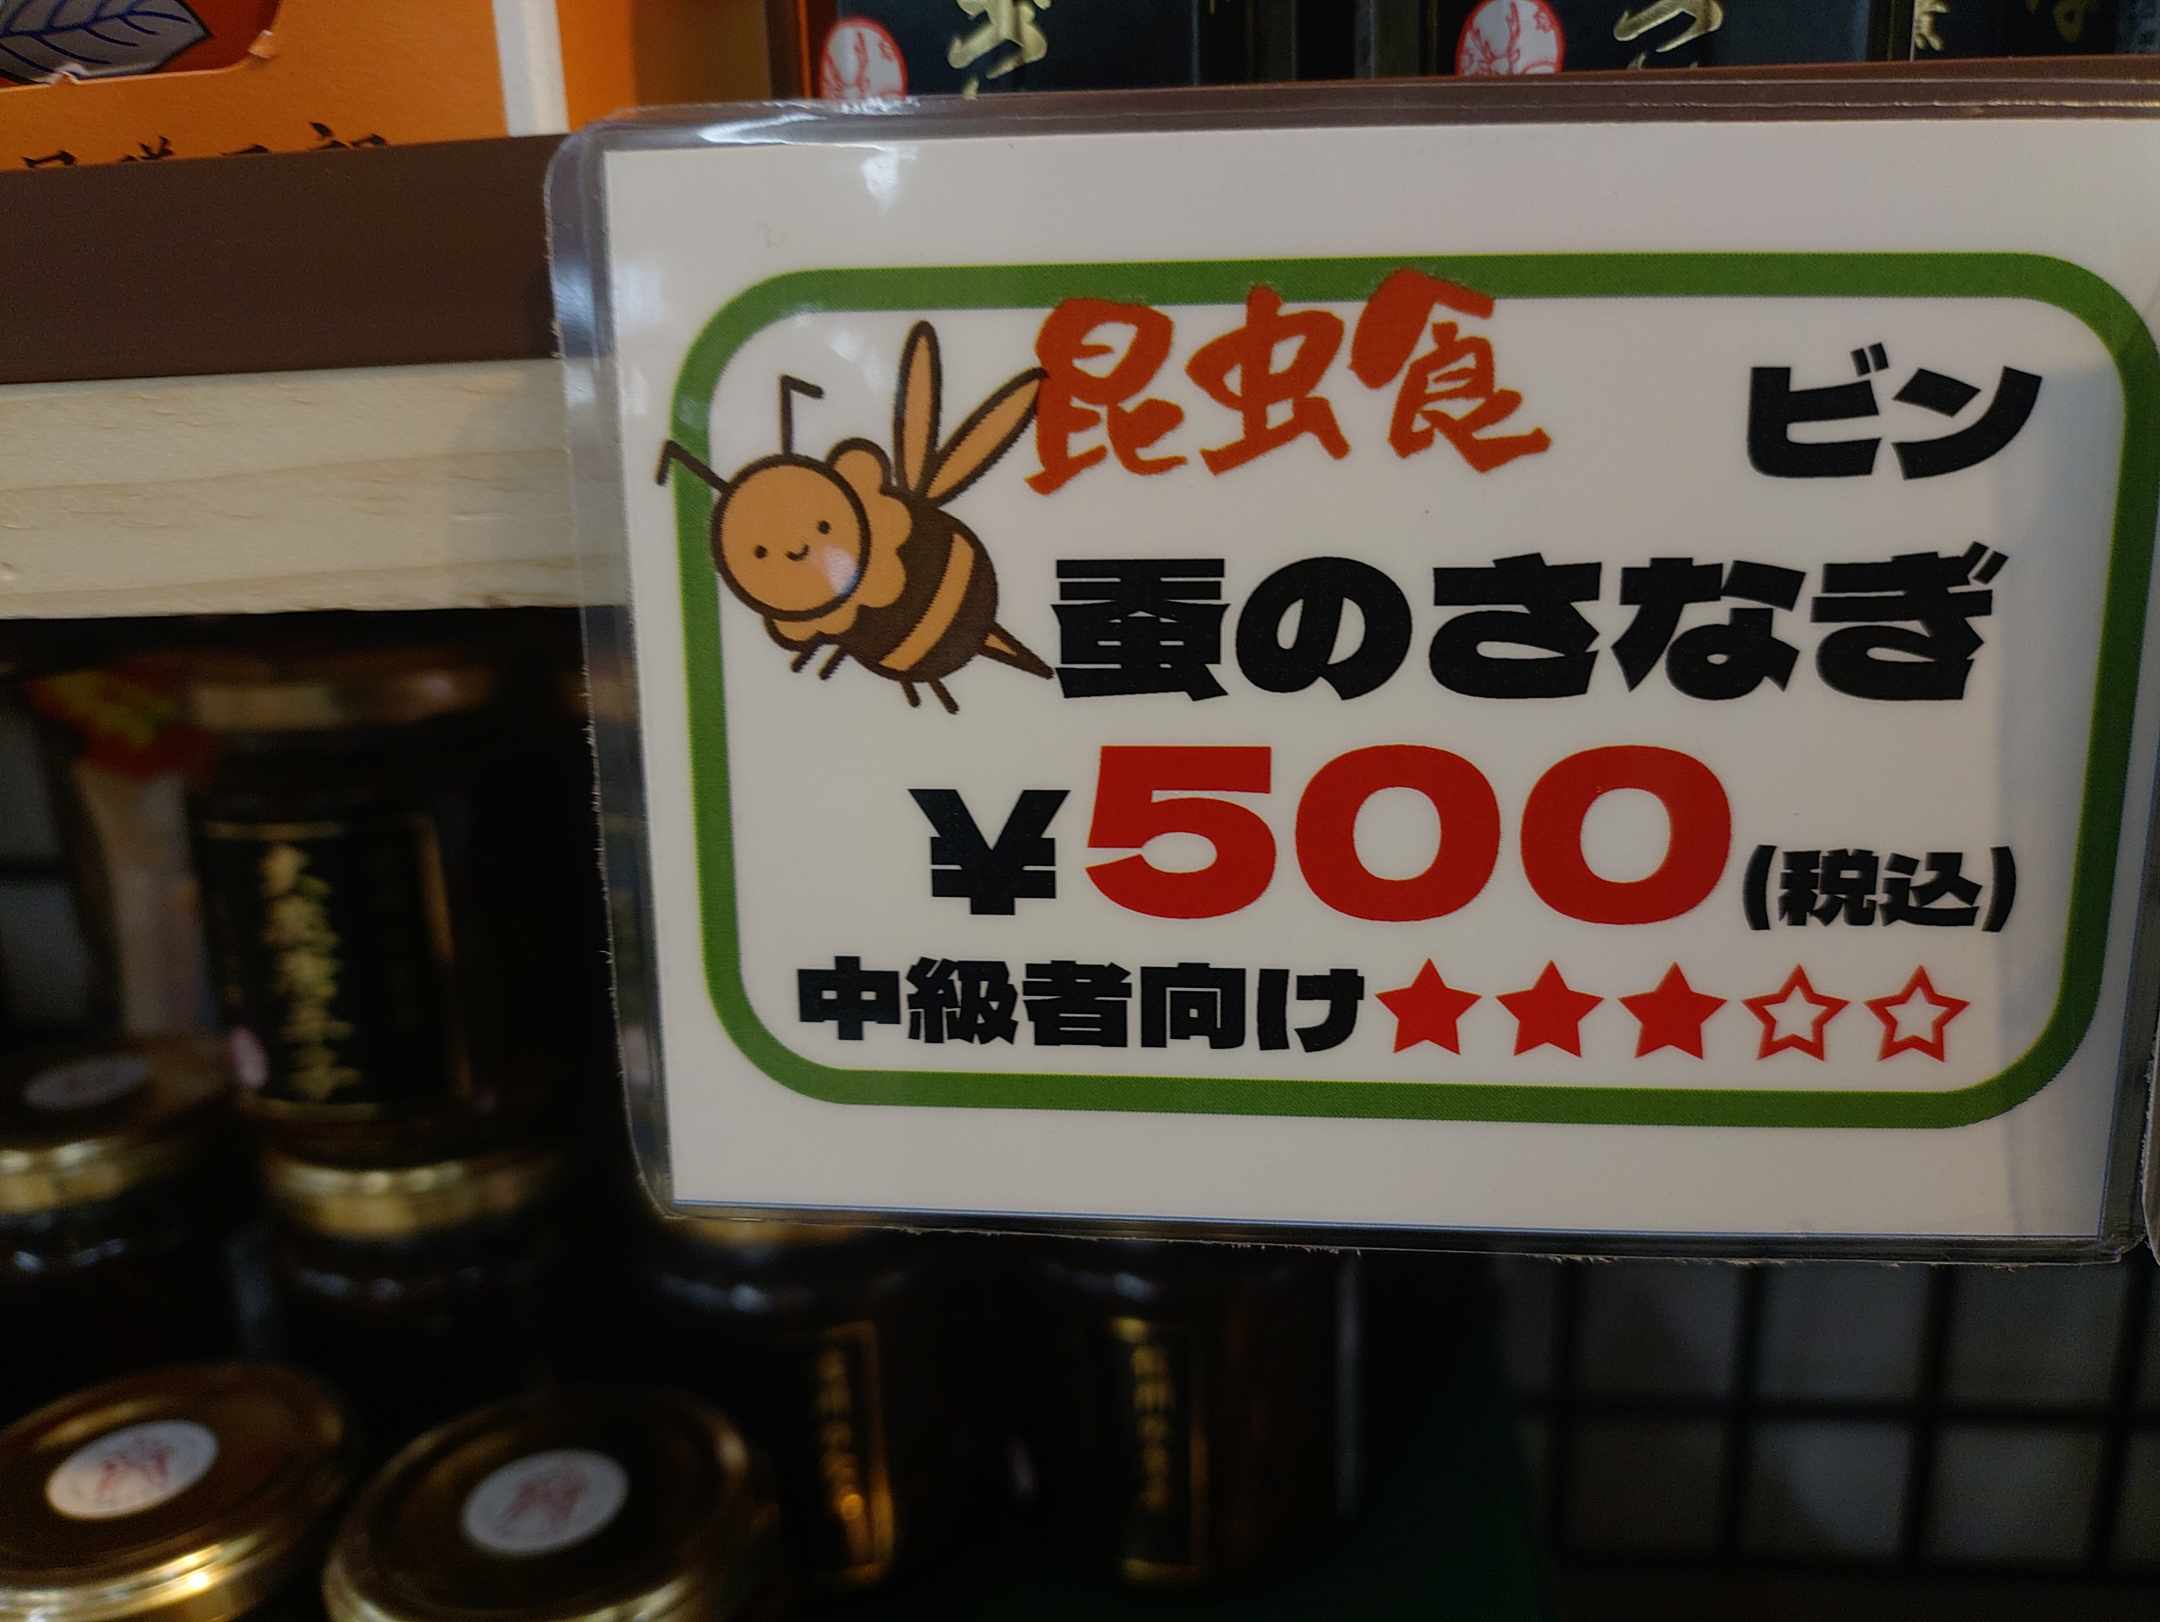 昆虫食 ビン
蚕のさなぎ
¥500(税込)
中級者向け★★★☆☆